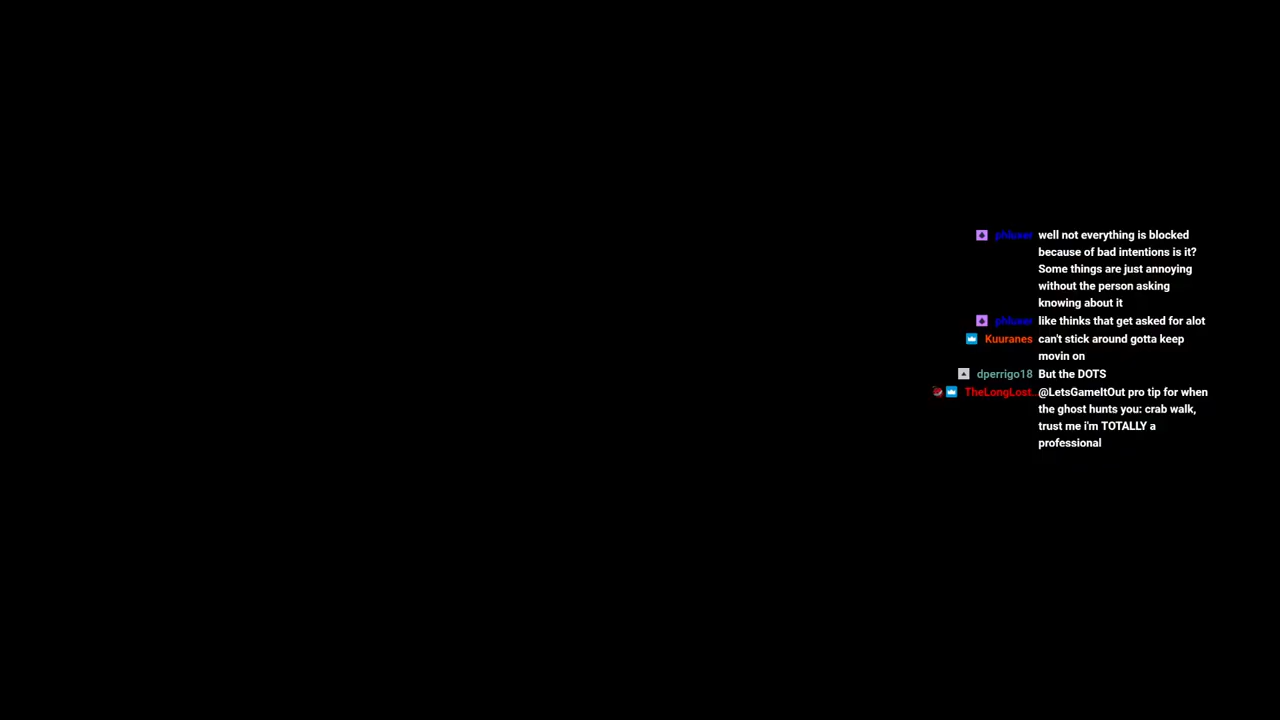 well not everything is blocked
because of bad intentions is it?
Some things are just annoying
without the person asking
knowing about it
like thinks that get asked for alot
Kuuranes can't stick around gotta keep
movin on
dperrigo18 But the DOTS
TheLongLost.. @LetsGameItOut pro tip for when
the ghost hunts you: crab walk,
trust me i'm TOTALLY a
professional